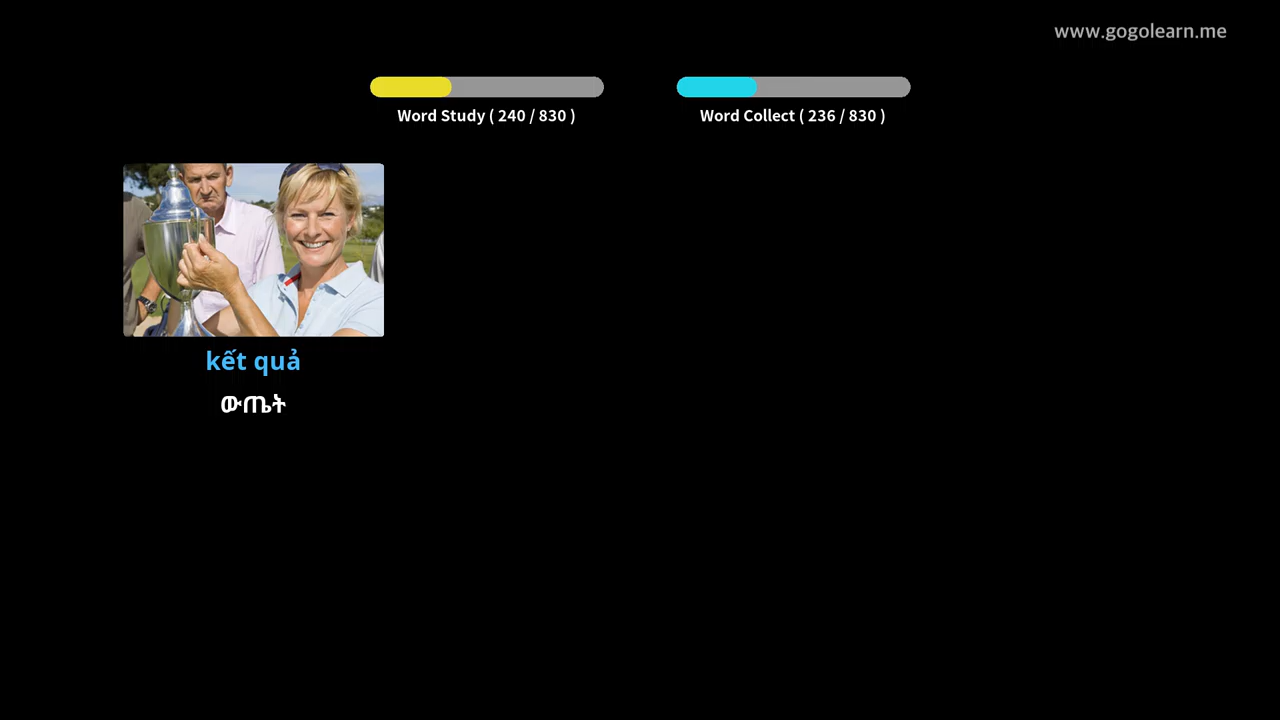 www.gogolearn.me
Word Study ( 240 / 830 )
Word Collect ( 236 / 830 )
kết quả
ውጤት